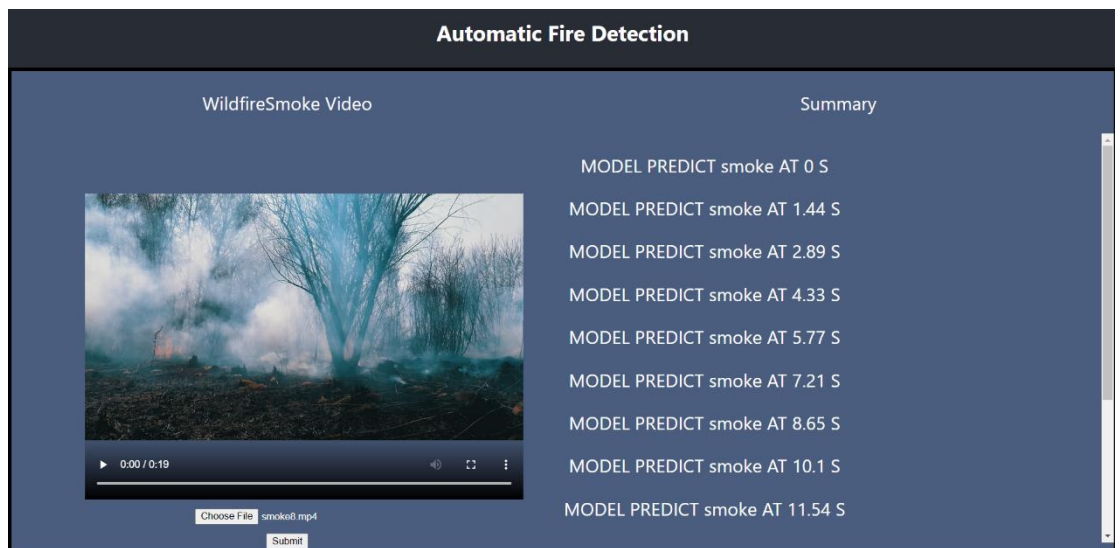 Automatic Fire Detection
WildfireSmoke Video
Summary
MODEL PREDICT smoke AT 0 S
MODEL PREDICT smoke AT 1.44 S
MODEL PREDICT smoke AT 2.89 S
MODEL PREDICT smoke AT 4.33 S
MODEL PREDICT smoke AT 5.77 S
MODEL PREDICT smoke AT 7.21 S
MODEL PREDICT smoke AT 8.65 S
MODEL PREDICT smoke AT 10.1 S
MODEL PREDICT smoke AT 11.54 S
0:00 / 0:19
Choose File smoke8.mp4
Submit